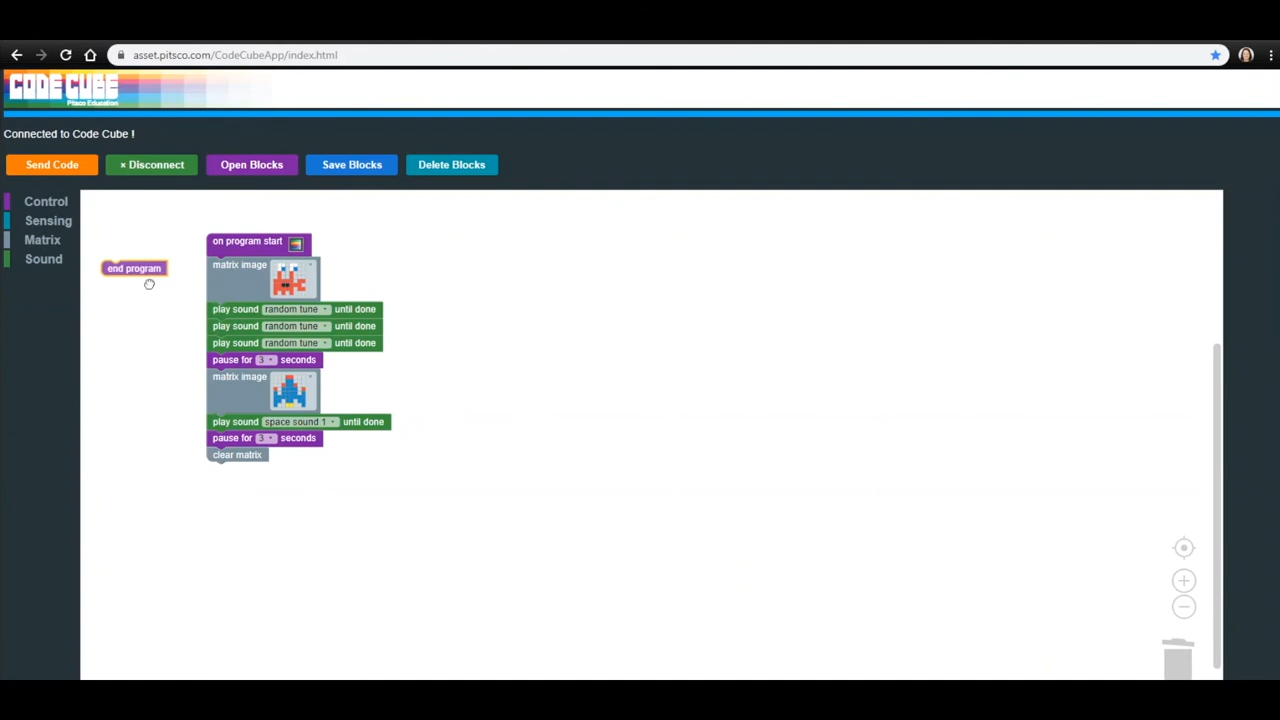 asset.pitsco.com/CodeCubeApp/index.html
CODE CUBE
Pitsco Education
Connected to Code Cube !
Send Code
× Disconnect
Open Blocks
Save Blocks
Delete Blocks
Control
Sensing
Matrix
Sound
end program
on program start
matrix image
play sound random tune until done
play sound random tune until done
play sound random tune until done
pause for 3 seconds
matrix image
play sound space sound 1 until done
pause for 3 seconds
clear matrix